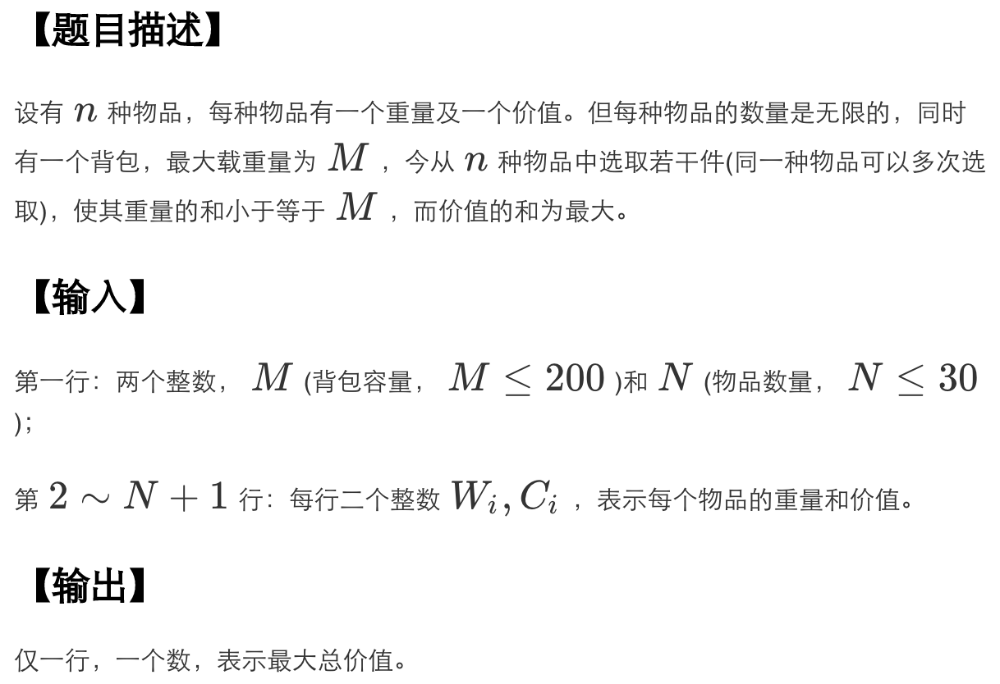 【题目描述】
设有 n 种物品，每种物品有一个重量及一个价值。但每种物品的数量是无限的，同时
有一个背包，最大载重量为 M ，今从 n 种物品中选取若干件(同一种物品可以多次选
取)，使其重量的和小于等于 M ，而价值的和为最大。
【输入】
第一行：两个整数， M (背包容量， M ≤ 200 )和 N (物品数量， N ≤ 30
)；
第 2 ∼ N + 1 行：每行二个整数 Wᵢ, Cᵢ ，表示每个物品的重量和价值。
【输出】
仅一行，一个数，表示最大总价值。